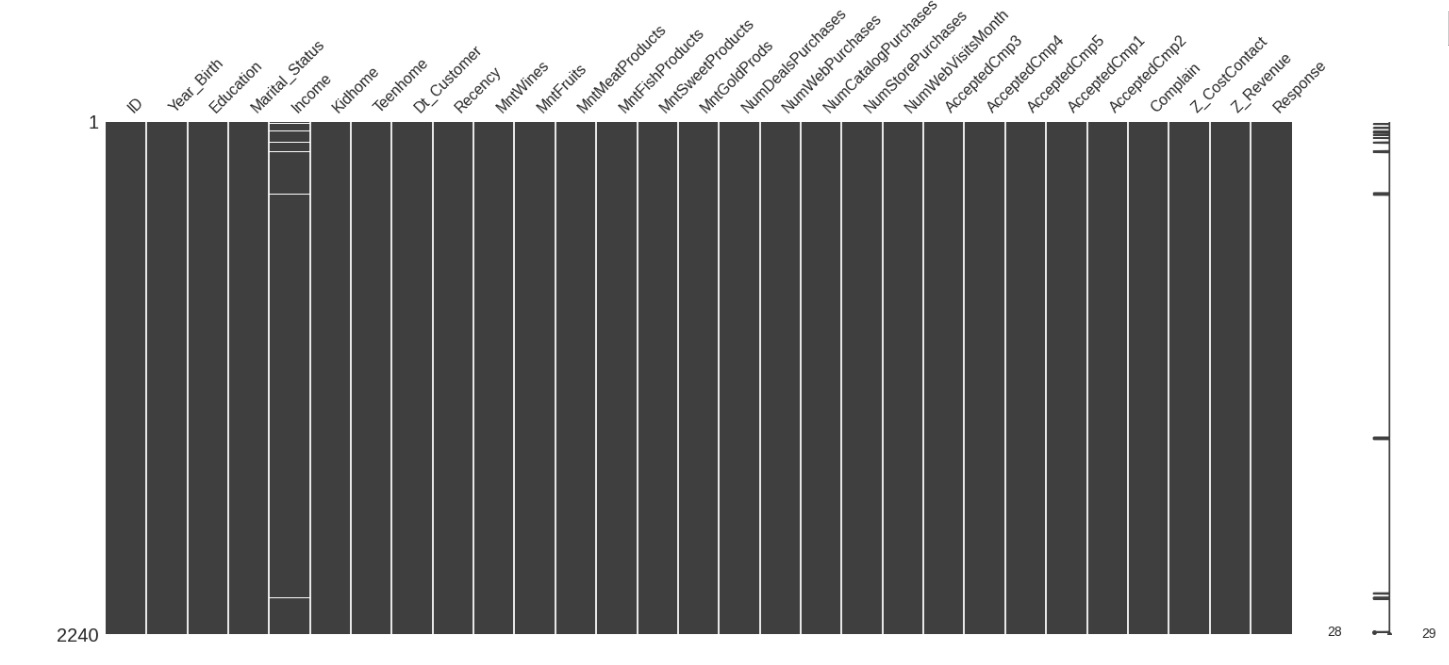 ID
Year_Birth
Education
Marital_Status
Income
Kidhome
Teenhome
Dt_Customer
Recency
MntWines
MntFruits
MntMeatProducts
MntFishProducts
MntSweetProducts
MntGoldProds
NumDealsPurchases
NumWebPurchases
NumCatalogPurchases
NumStorePurchases
NumWebVisitsMonth
AcceptedCmp3
AcceptedCmp4
AcceptedCmp5
AcceptedCmp1
AcceptedCmp2
Complain
Z_CostContact
Z_Revenue
Response
1
2240
28
29